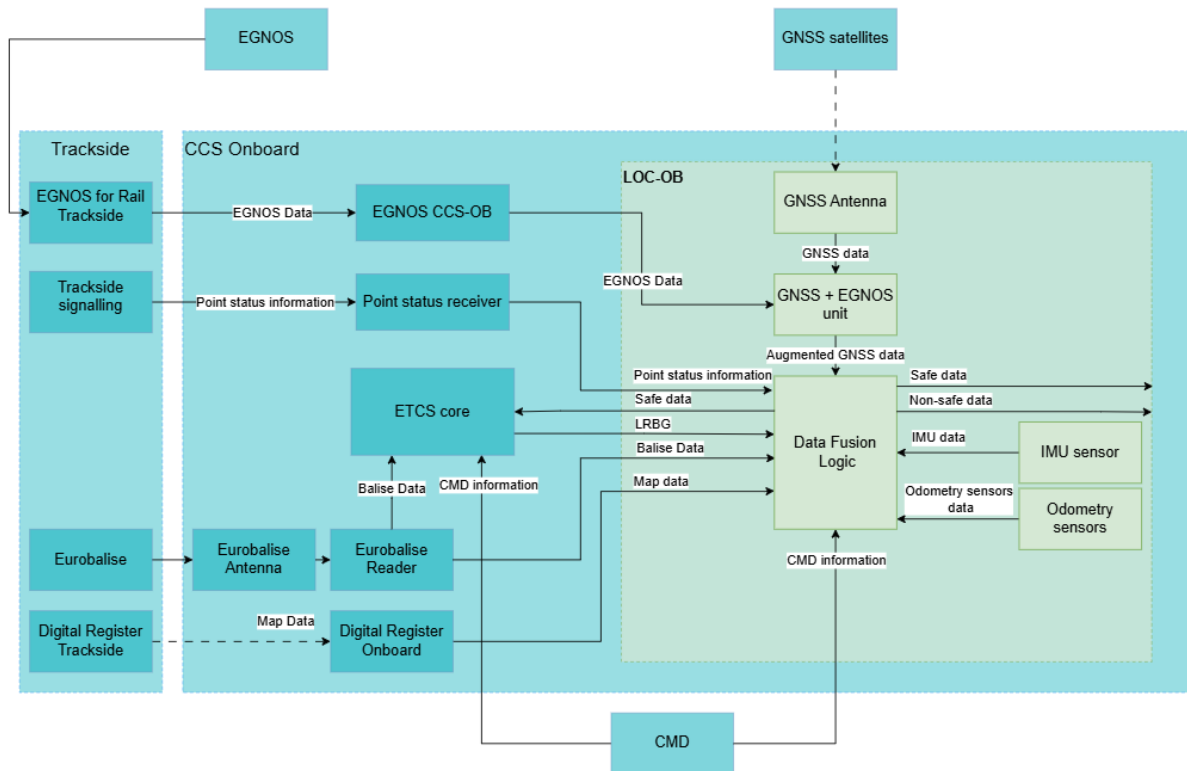 EGNOS
GNSS satellites
Trackside
CCS Onboard
LOC-OB
EGNOS for Rail
Trackside
EGNOS Data
EGNOS CCS-OB
GNSS Antenna
GNSS data
EGNOS Data
Trackside
signalling
Point status information
Point status receiver
GNSS + EGNOS
unit
Augmented GNSS data
Point status information
Safe data
ETCS core
Safe data
Non-safe data
LRBG
Data Fusion
Logic
IMU data
IMU sensor
Balise Data
Balise Data
CMD information
Map data
Odometry sensors
data
Odometry
sensors
Eurobalise
Eurobalise
Antenna
Eurobalise
Reader
CMD information
Digital Register
Trackside
Map Data
Digital Register
Onboard
CMD